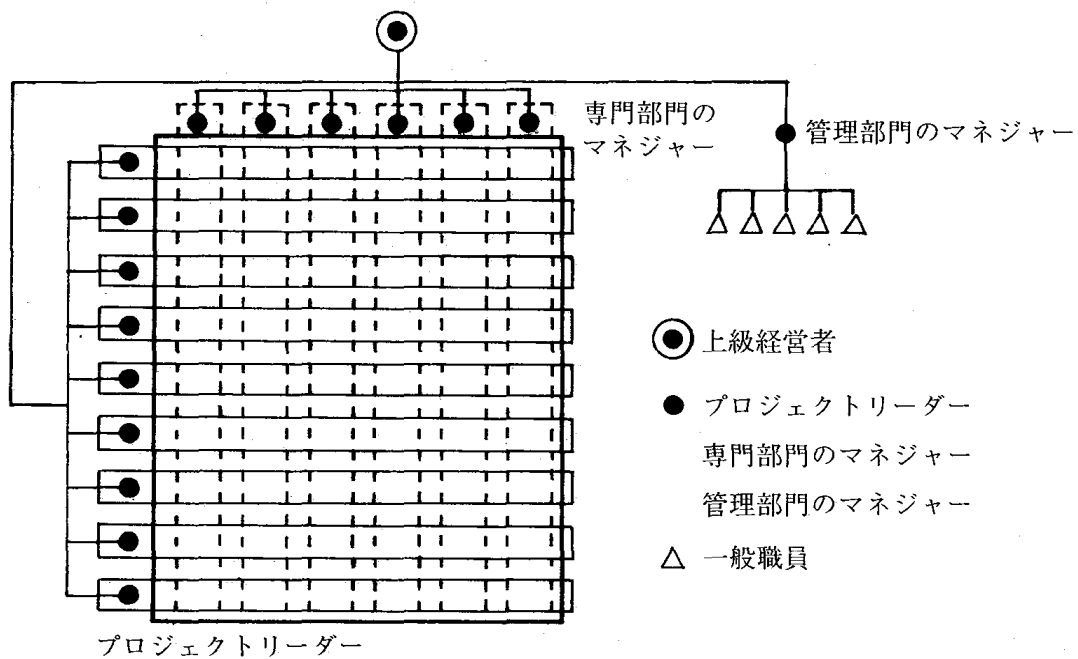 専門部門の
マネジャー
管理部門のマネジャー
上級経営者
プロジェクトリーダー
専門部門のマネジャー
管理部門のマネジャー
一般職員
プロジェクトリーダー